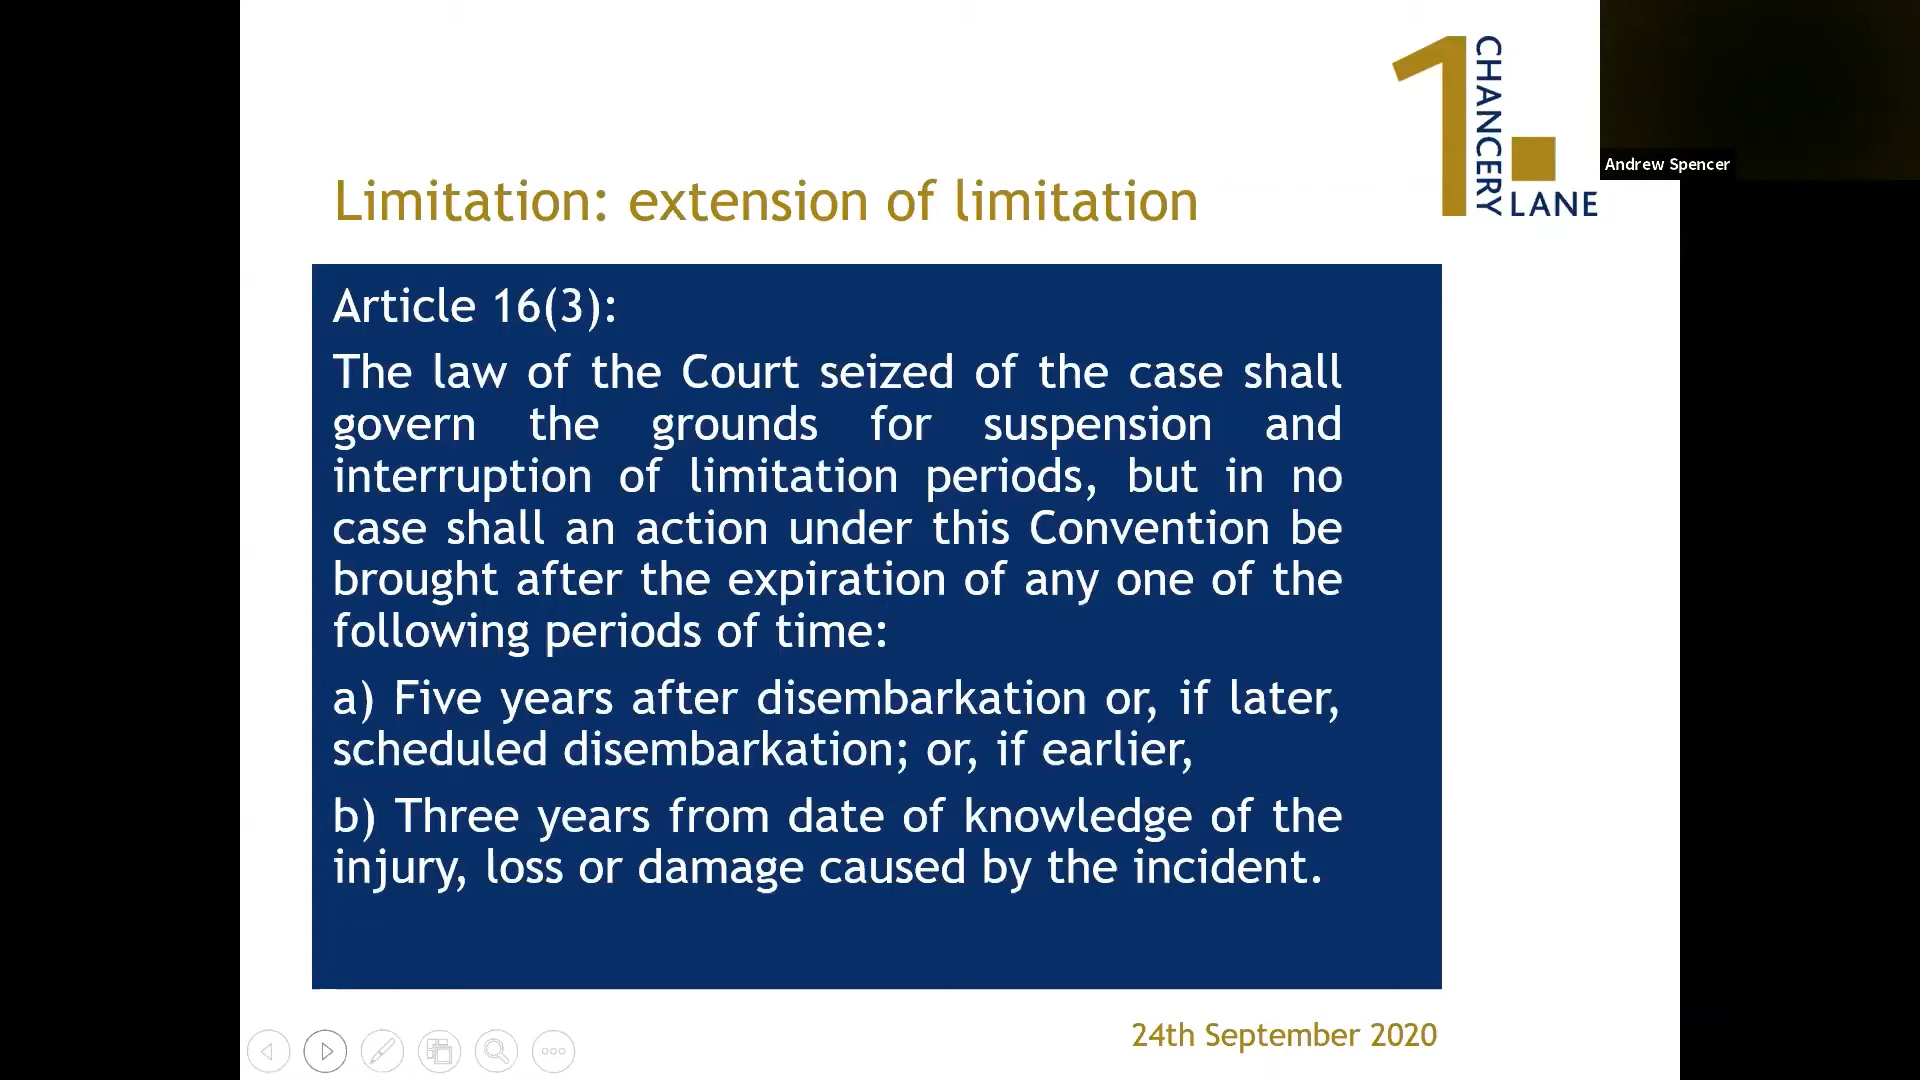 CHANCERY
LANE
Andrew Spencer
Limitation: extension of limitation
Article 16(3):
The law of the Court seized of the case shall
govern the grounds for suspension and
interruption of limitation periods, but in no
case shall an action under this Convention be
brought after the expiration of any one of the
following periods of time:
a) Five years after disembarkation or, if later,
scheduled disembarkation; or, if earlier,
b) Three years from date of knowledge of the
injury, loss or damage caused by the incident.
24th September 2020